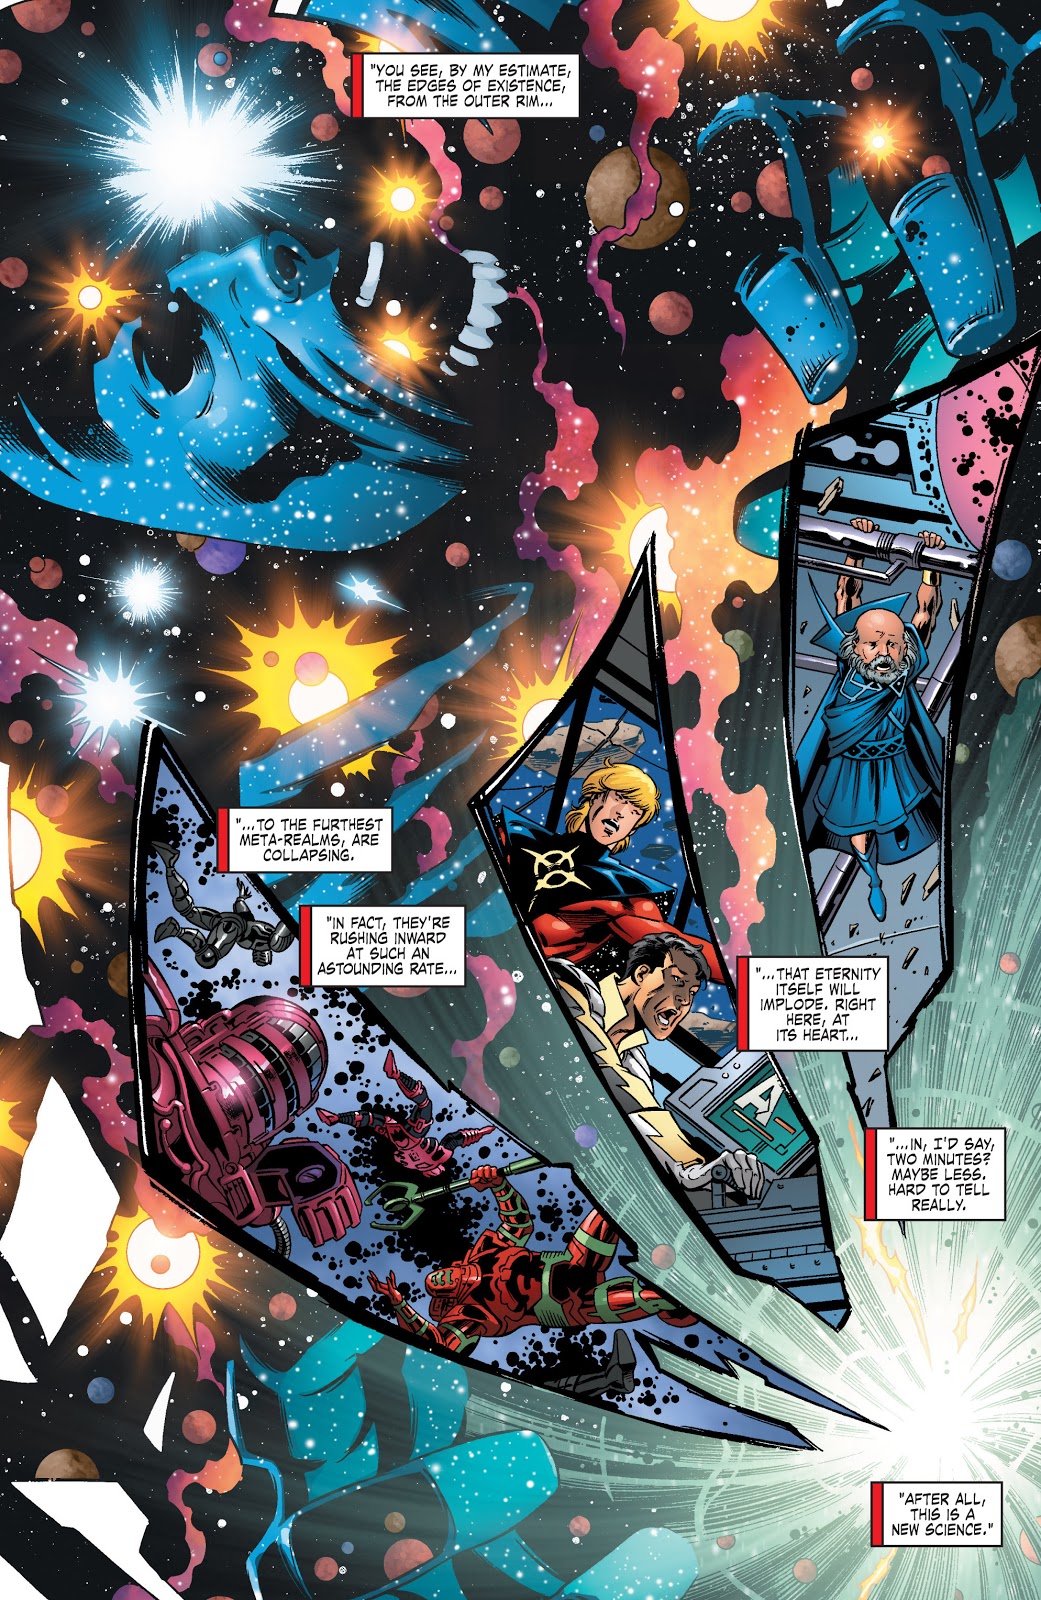 "YOU SEE, BY MY ESTIMATE,
THE EDGES OF EXISTENCE,
FROM THE OUTER RIM...
"...TO THE FURTHEST
META-REALMS, ARE
COLLAPSING.
"IN FACT, THEY'RE
RUSHING INWARD
AT SUCH AN
ASTOUNDING RATE...
"...THAT ETERNITY
ITSELF WILL
IMPLODE. RIGHT
HERE, AT
ITS HEART...
A
"...IN, I'D SAY,
TWO MINUTES?
MAYBE LESS.
HARD TO TELL
REALLY.
"AFTER ALL,
THIS IS A
NEW SCIENCE."